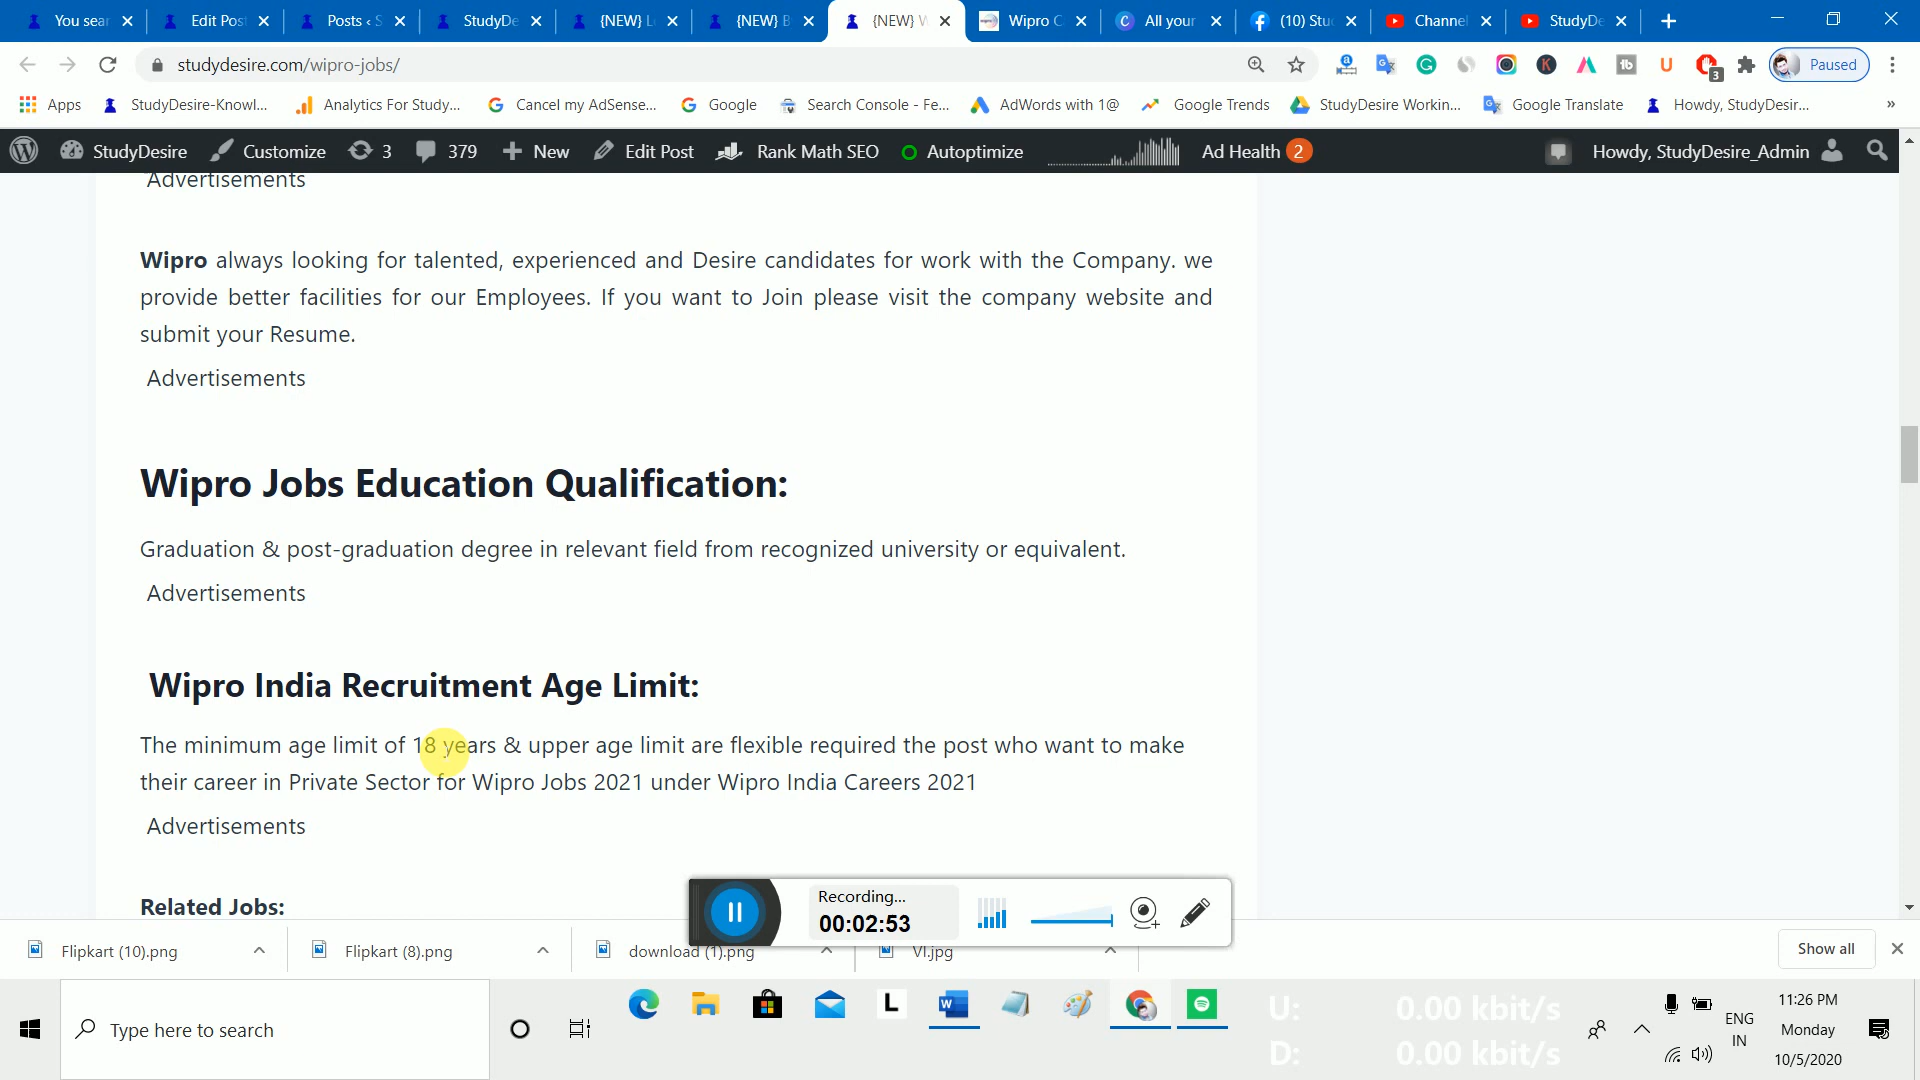 You sear
Edit Pos
Posts ‹ S
StudyDe
{NEW} L
{NEW} B
{NEW} W
Wipro C
All your
(10) Stu
Channe
StudyDe
studydesire.com/wipro-jobs/
3
Paused
Apps
StudyDesire-Knowl...
Analytics For Study...
Cancel my AdSense...
Google
Search Console - Fe...
AdWords with 1@
Google Trends
StudyDesire Workin...
Google Translate
Howdy, StudyDesir...
»
StudyDesire
Customize
3
379
New
Edit Post
Rank Math SEO
Autoptimize
Ad Health 2
Howdy, StudyDesire_Admin
Advertisements
Wipro always looking for talented, experienced and Desire candidates for work with the Company. we
provide better facilities for our Employees. If you want to Join please visit the company website and
submit your Resume.
Advertisements
Wipro Jobs Education Qualification:
Graduation & post-graduation degree in relevant field from recognized university or equivalent.
Advertisements
Wipro India Recruitment Age Limit:
The minimum age limit of 18 years & upper age limit are flexible required the post who want to make
their career in Private Sector for Wipro Jobs 2021 under Wipro India Careers 2021
Advertisements
Related Jobs:
Recording...
00:02:53
Flipkart (10).png
Flipkart (8).png
download (1).png
VI.jpg
Show all
Type here to search
U: 0.00 kbit/s
D: 0.00 kbit/s
ENG
IN
11:26 PM
Monday
10/5/2020